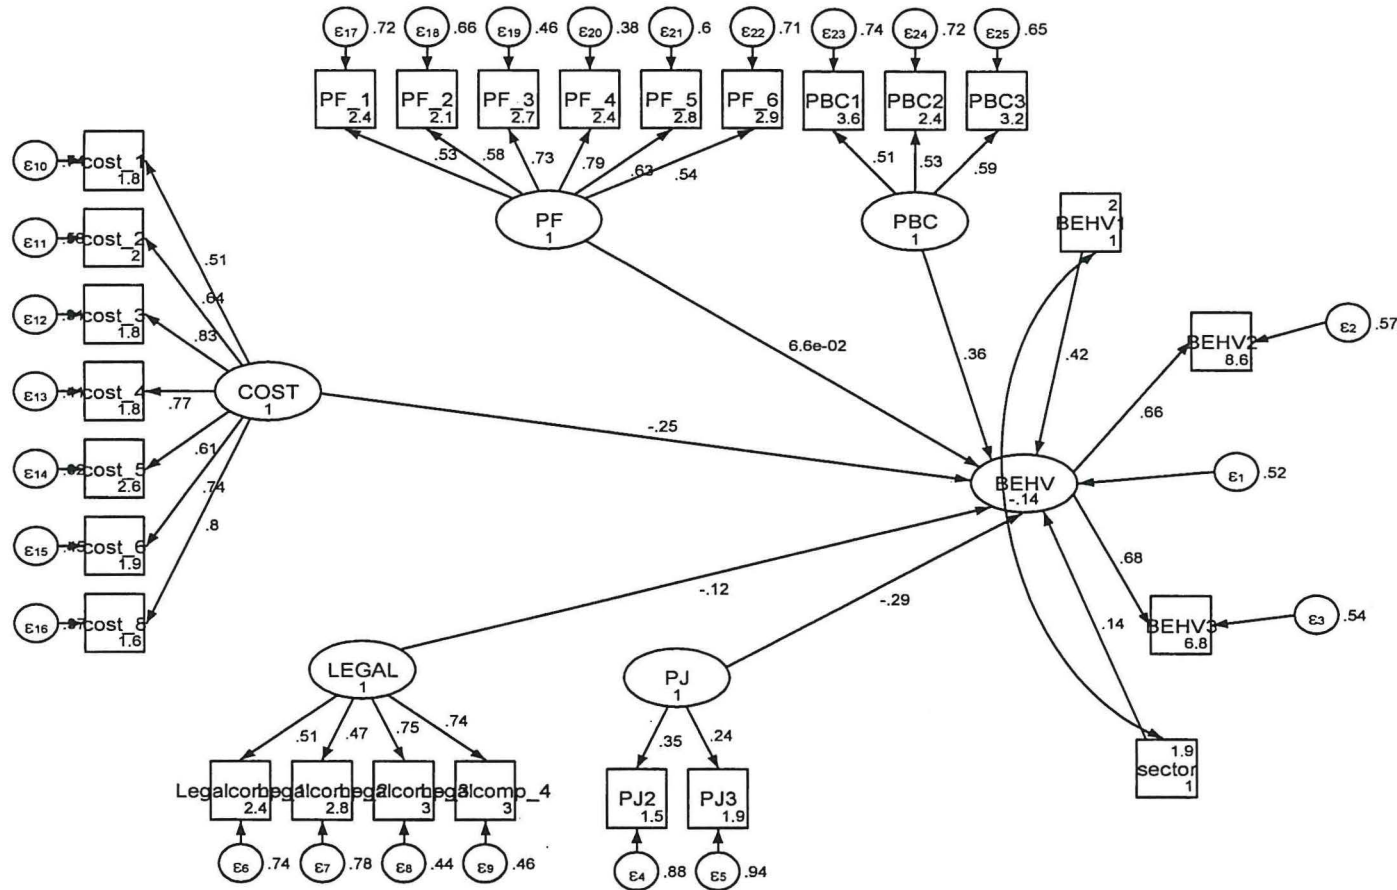 ε17 .72 ε18 .66 ε19 .46 ε20 .38 ε21 .6 ε22 .71 ε23 .74 ε24 .72 ε25 .65
PF_1 PF_2 PF_3 PF_4 PF_5 PF_6 PBC1 PBC2 PBC3
2.4 2.1 2.7 2.4 2.8 2.9 3.6 2.4 3.2
.53 .58 .73 .79 .63 .54 .51 .53 .59
PF
1
PBC
1
2
BEHV1
1
ε10 cost_1
1.8
ε11 cost_2
2
ε12 cost_3
1.8
ε13 cost_4
1.8
ε14 cost_5
2.6
ε15 cost_6
1.9
ε16 cost_8
1.6
.51
.64
.83
.77
.61
.74
.8
COST
1
6.6e-02
.36
.42
-.25
BEHV2
8.6
ε2 .57
.66
BEHV
-.14
ε1 .52
.68
-.12
-.29
.14
BEHV3
6.8
ε3 .54
LEGAL
1
PJ
1
.51 .47 .75 .74
.35 .24
1.9
sector
1
Legalcomp_4
2.4 2.8 3 3
PJ2 PJ3
1.5 1.9
ε6 .74 ε7 .78 ε8 .44 ε9 .46
ε4 .88 ε5 .94